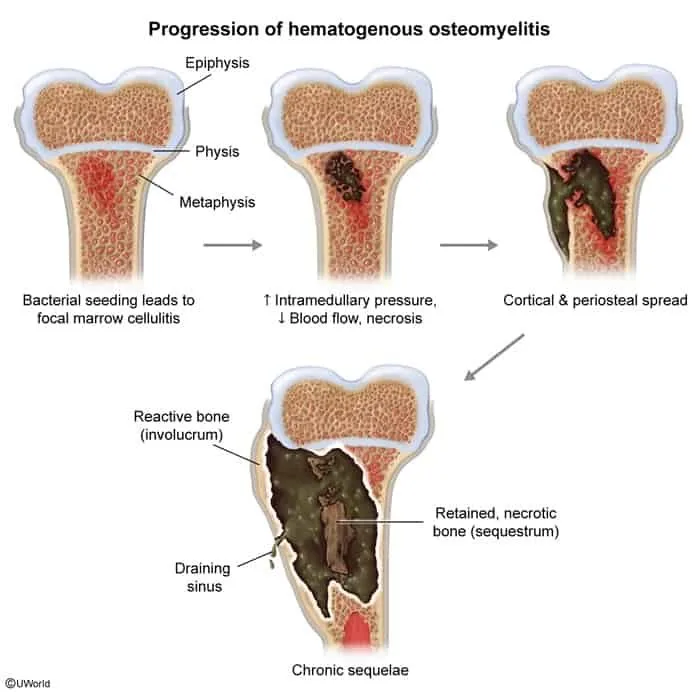 Progression of hematogenous osteomyelitis
Epiphysis
Physis
Metaphysis
Bacterial seeding leads to
focal marrow cellulitis
↑ Intramedullary pressure,
↓ Blood flow, necrosis
Cortical & periosteal spread
Reactive bone
(involucrum)
Retained, necrotic
bone (sequestrum)
Draining
sinus
Chronic sequelae
©UWorld